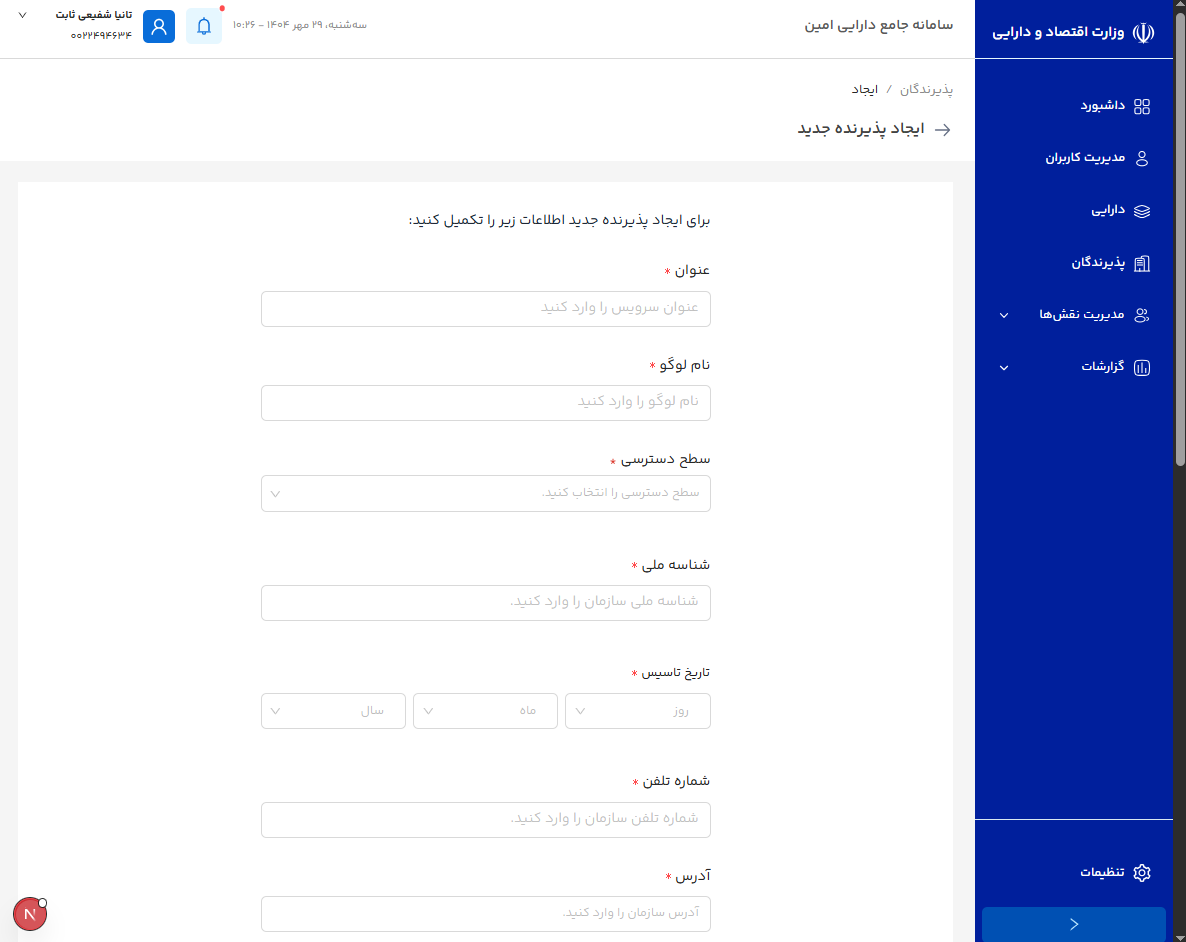 وزارت اقتصاد و دارایی
داشبورد
مدیریت کاربران
دارایی
پذیرندگان
مدیریت نقش‌ها
گزارشات
تنظیمات
سامانه جامع دارایی امین
سه‌شنبه، ۲۹ مهر ۱۴۰۴ - ۱۰:۲۶
تانیا شفیعی ثابت
۰۰۲۲۴۹۴۶۳۴
پذیرندگان / ایجاد
ایجاد پذیرنده جدید
برای ایجاد پذیرنده جدید اطلاعات زیر را تکمیل کنید:
عنوان *
عنوان سرویس را وارد کنید
نام لوگو *
نام لوگو را وارد کنید
سطح دسترسی *
سطح دسترسی را انتخاب کنید.
شناسه ملی *
شناسه ملی سازمان را وارد کنید.
تاریخ تاسیس *
روز ماه سال
شماره تلفن *
شماره تلفن سازمان را وارد کنید.
آدرس *
آدرس سازمان را وارد کنید.
N